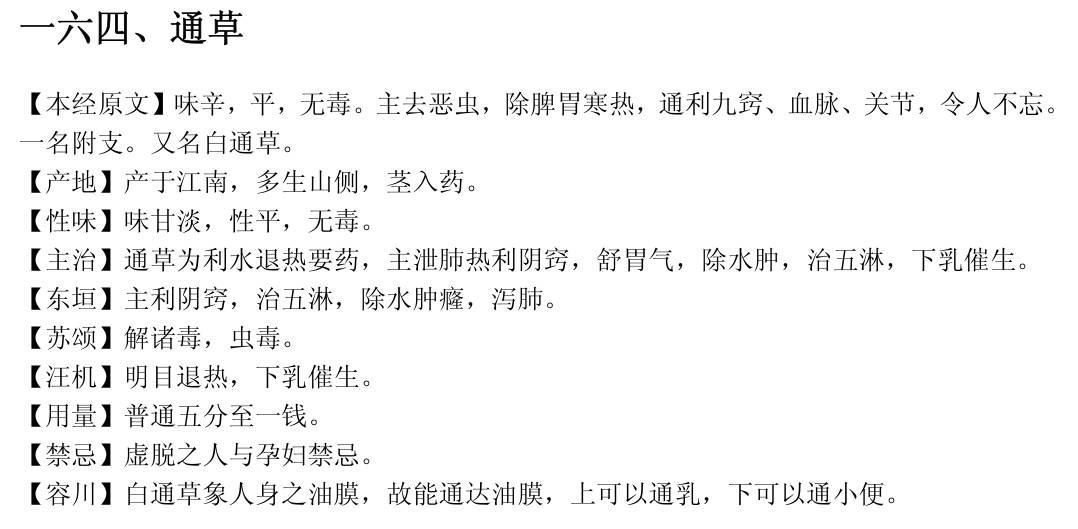 一六四、通草
【本经原文】味辛，平，无毒。主去恶虫，除脾胃寒热，通利九窍、血脉、关节，令人不忘。
一名附支。又名白通草。
【产地】产于江南，多生山侧，茎入药。
【性味】味甘淡，性平，无毒。
【主治】通草为利水退热要药，主泄肺热利阴窍，舒胃气，除水肿，治五淋，下乳催生。
【东垣】主利阴窍，治五淋，除水肿癃，泻肺。
【苏颂】解诸毒，虫毒。
【汪机】明目退热，下乳催生。
【用量】普通五分至一钱。
【禁忌】虚脱之人与孕妇禁忌。
【容川】白通草象人身之油膜，故能通达油膜，上可以通乳，下可以通小便。